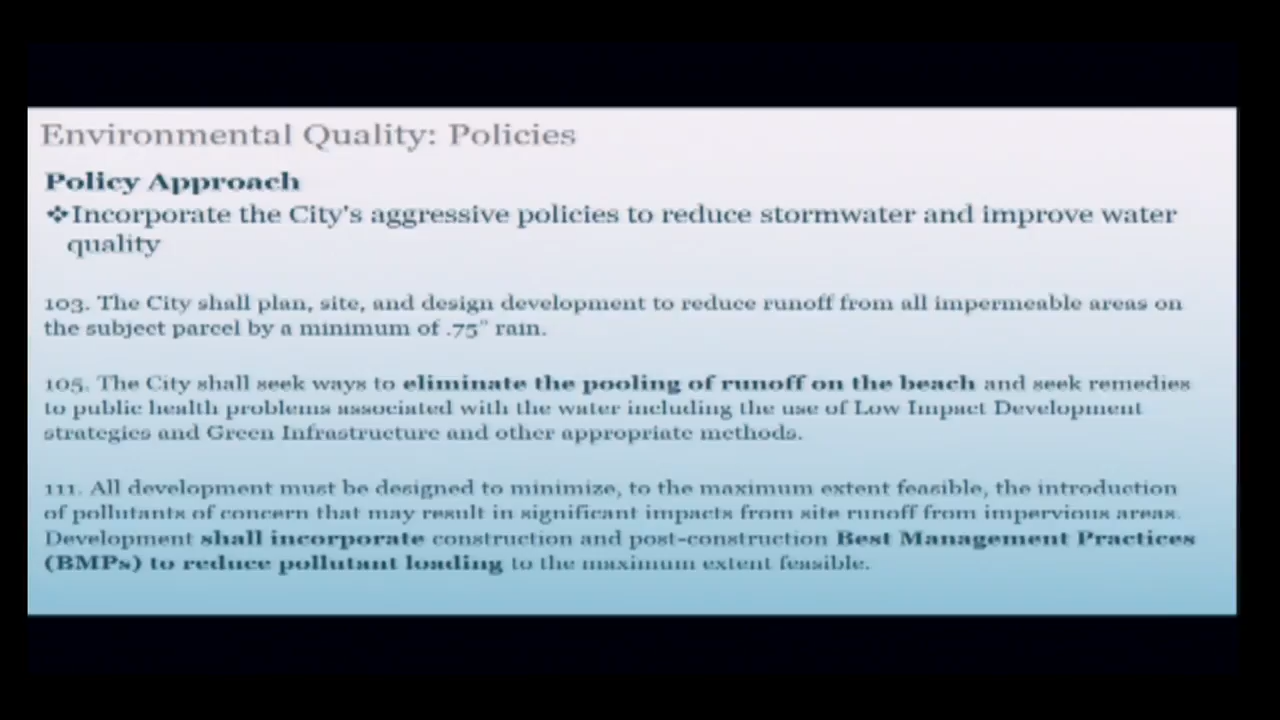 Environmental Quality: Policies
Policy Approach
❖Incorporate the City's aggressive policies to reduce stormwater and improve water
quality
103. The City shall plan, site, and design development to reduce runoff from all impermeable areas on
the subject parcel by a minimum of .75" rain.
105. The City shall seek ways to eliminate the pooling of runoff on the beach and seek remedies
to public health problems associated with the water including the use of Low Impact Development
strategies and Green Infrastructure and other appropriate methods.
111. All development must be designed to minimize, to the maximum extent feasible, the introduction
of pollutants of concern that may result in significant impacts from site runoff from impervious areas.
Development shall incorporate construction and post-construction Best Management Practices
(BMPs) to reduce pollutant loading to the maximum extent feasible.